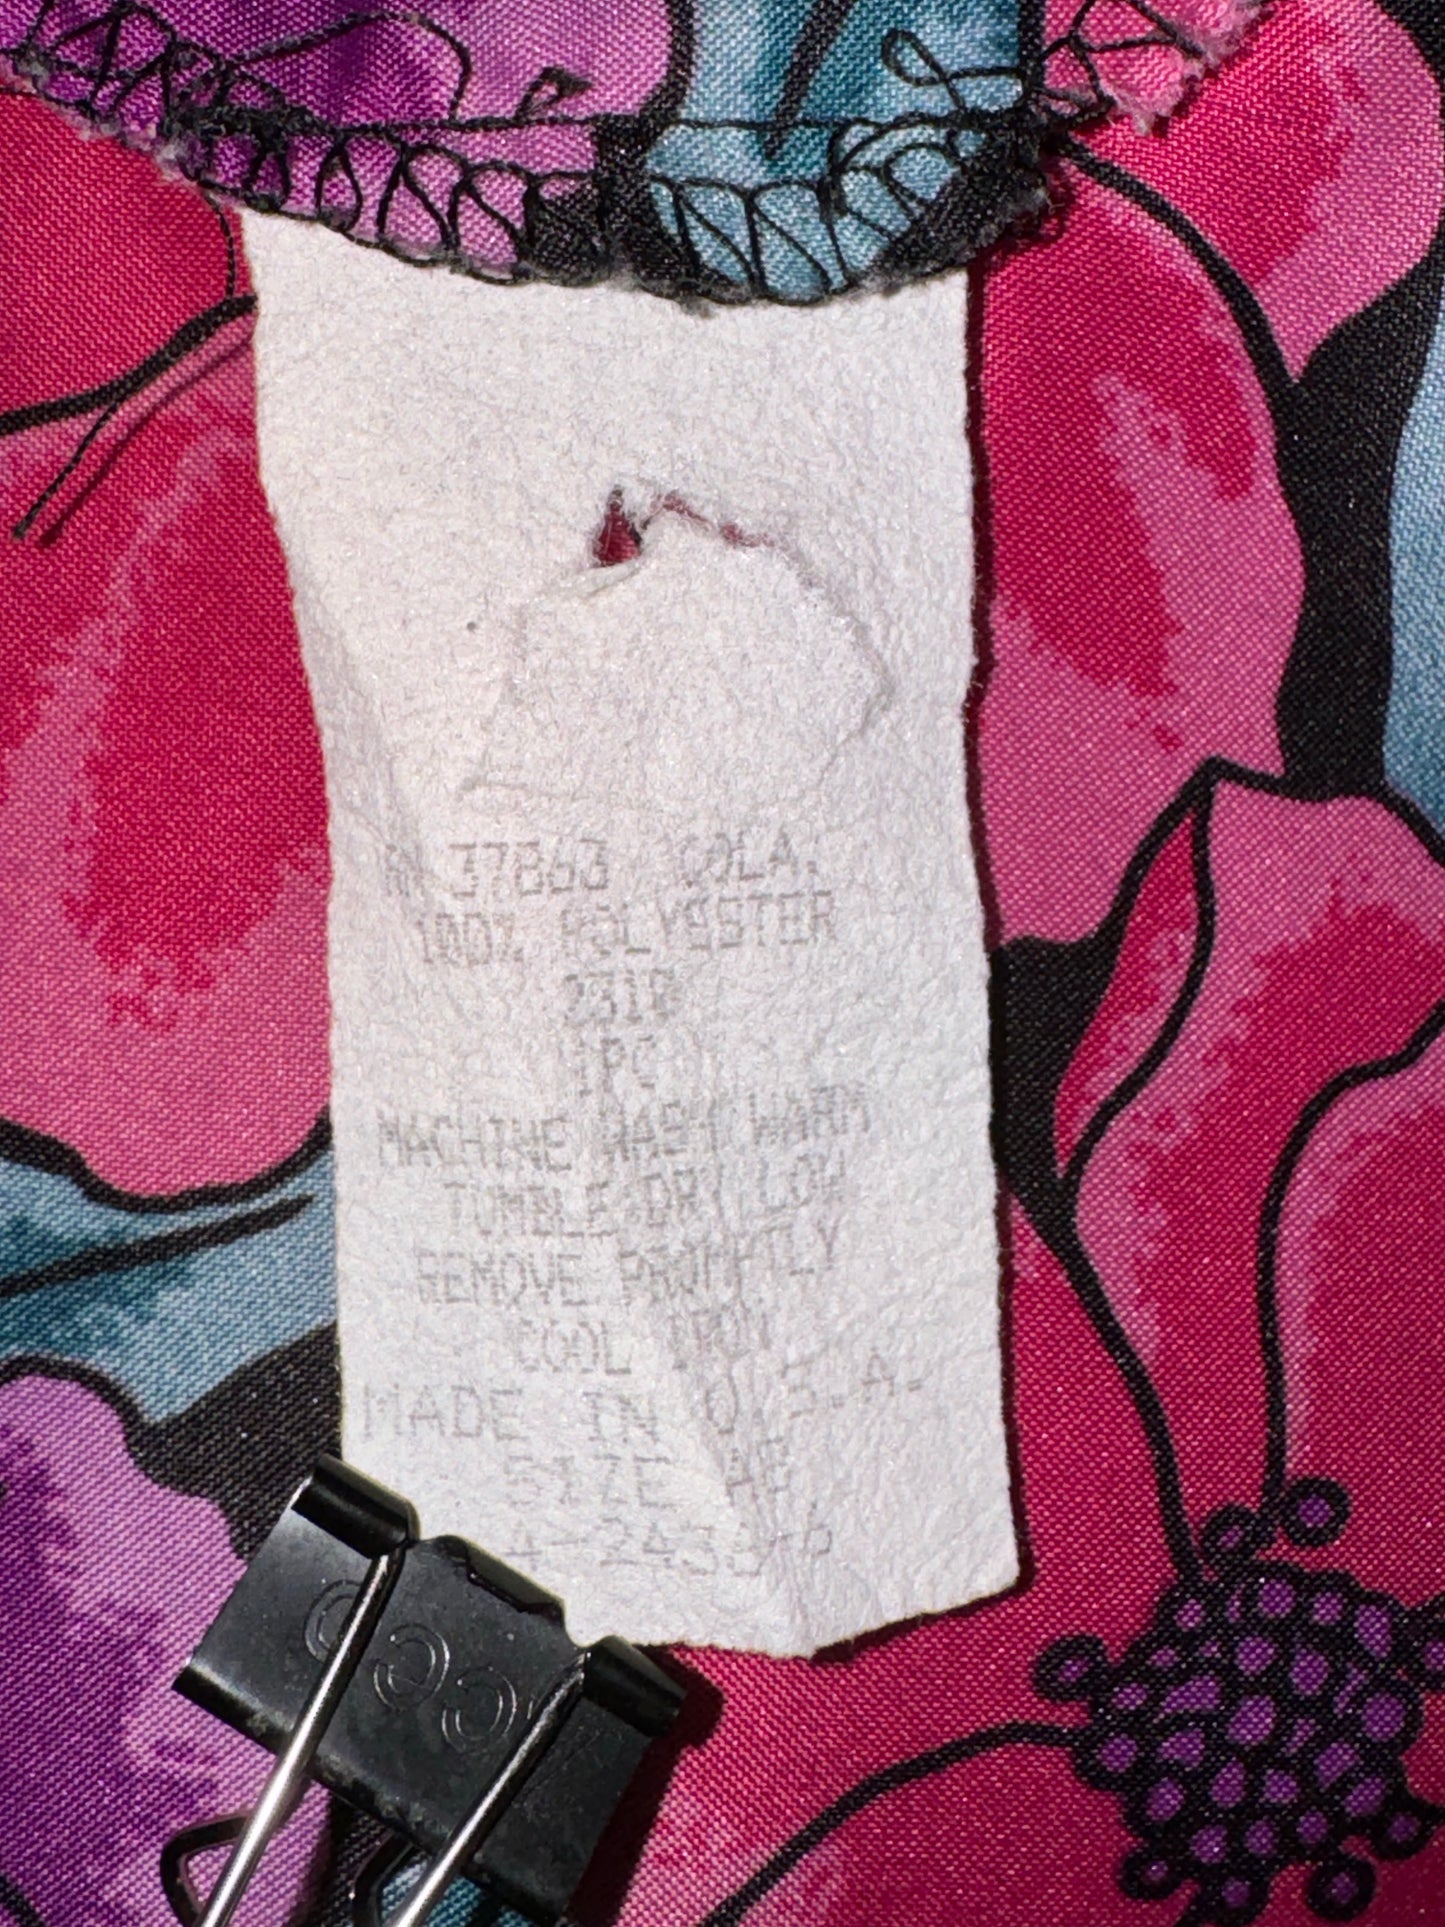 RN 37863 COLA.
100% POLYESTER
2310
1PC
MACHINE WASH WARM
TUMBLE DRY LOW
REMOVE PROMPTLY
COOL IRON
MADE IN U.S.A.
SIZE